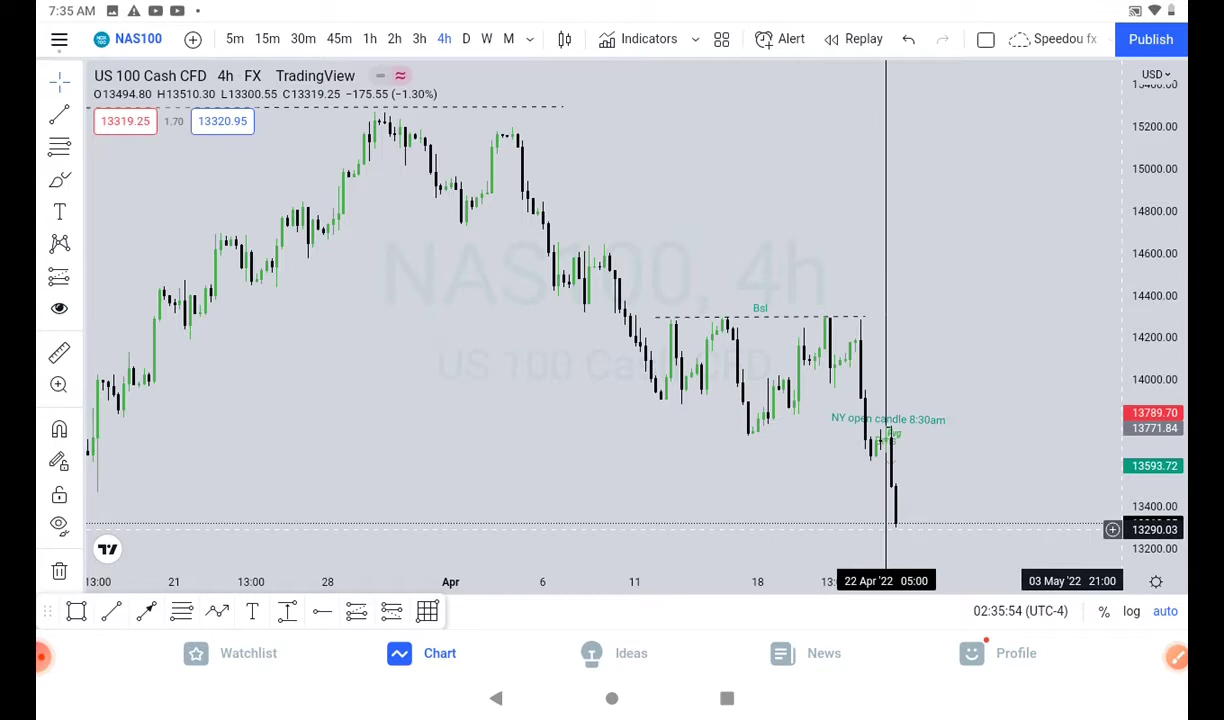 7:35 AM
NAS100 5m 15m 30m 45m 1h 2h 3h 4h D W M Indicators Alert Replay Speedou fx Publish
US 100 Cash CFD 4h · FX TradingView
USD
O13494.80 H13510.30 L13300.55 C13319.25 −175.55 (−1.30%)
13319.25 1.70 13320.95
15200.00
15000.00
14800.00
14600.00
NAS100, 4h
14400.00
Bsl
14200.00
US 100 Cash CFD
14000.00
13789.70
NY open candle 8:30am
13771.84
Fvg
13593.72
13400.00
13290.03
13200.00
13:00 21 13:00 28 Apr 6 11 18 22 Apr '22 05:00 03 May '22 21:00
02:35:54 (UTC-4) % log auto
Watchlist Chart Ideas News Profile